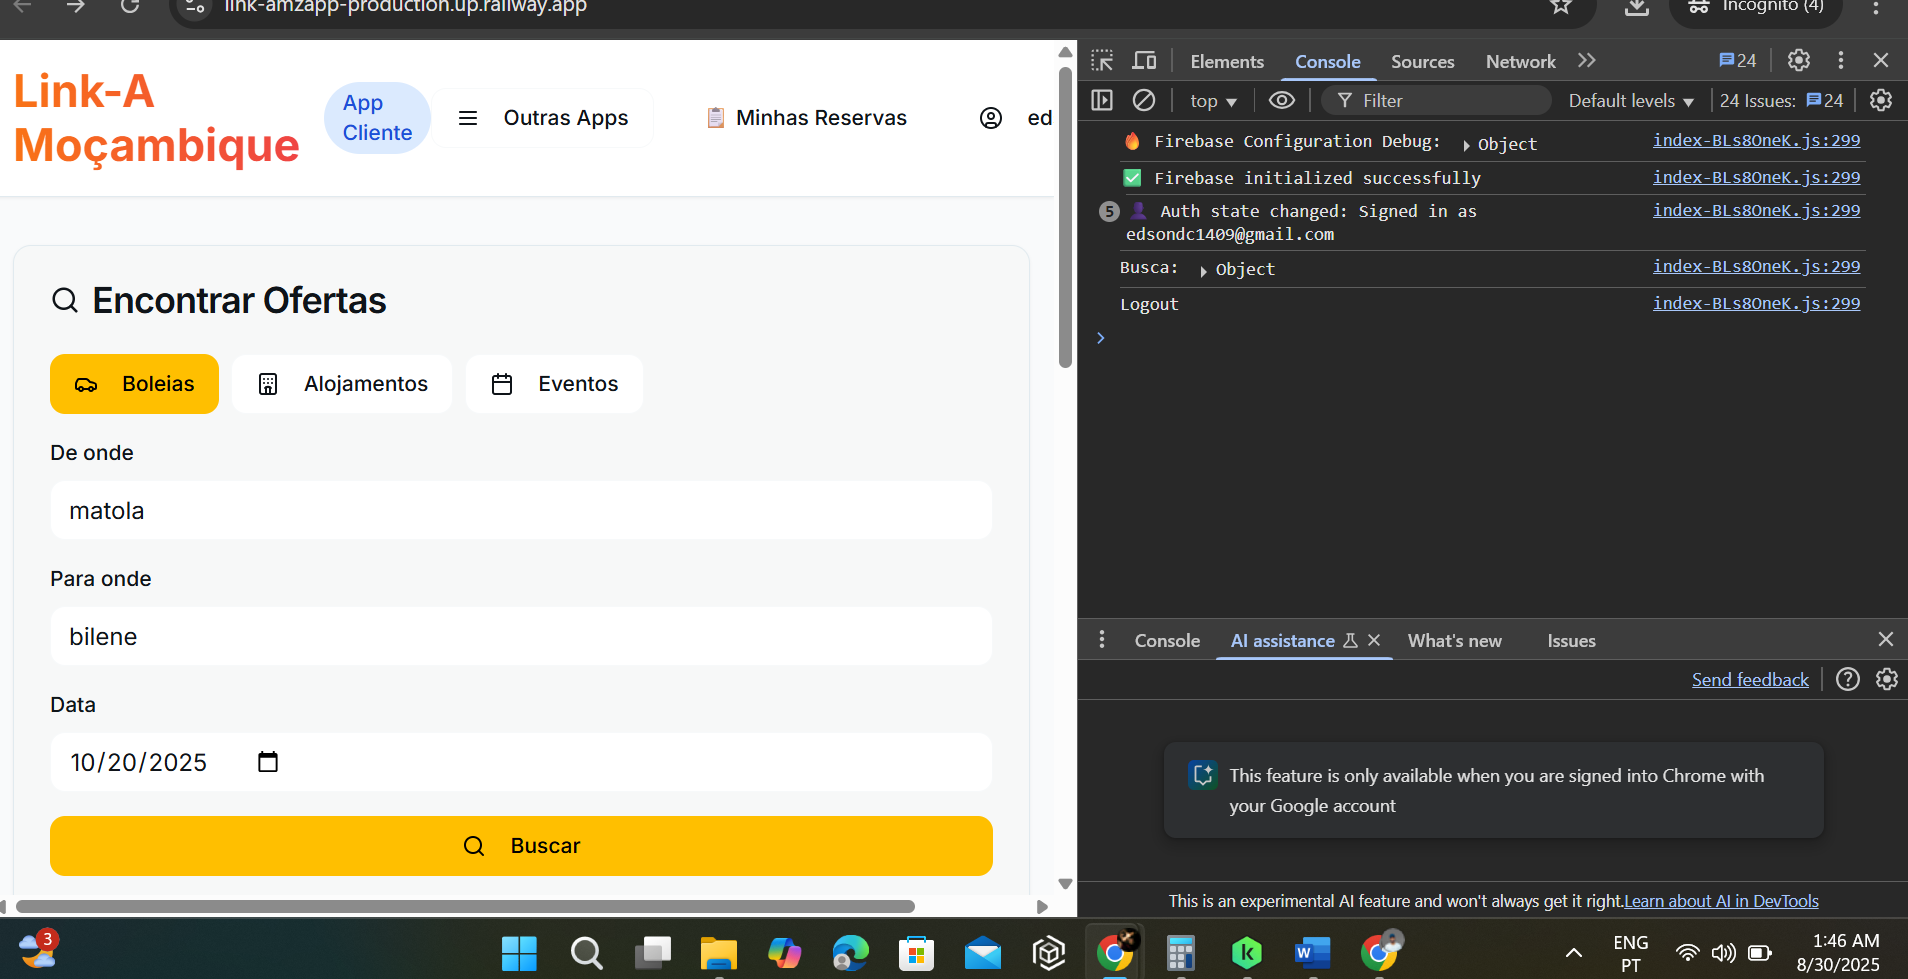 link-amzapp-production.up.railway.app
Incognito (4)
Link-A
Moçambique
App
Cliente
Outras Apps
Minhas Reservas
ed
Encontrar Ofertas
Boleias
Alojamentos
Eventos
De onde
matola
Para onde
bilene
Data
10/20/2025
Buscar
Elements
Console
Sources
Network
24
top
Filter
Default levels
24 Issues:
24
Firebase Configuration Debug:
Object
index-BLs8OneK.js:299
Firebase initialized successfully
index-BLs8OneK.js:299
5
Auth state changed: Signed in as
edsondc1409@gmail.com
index-BLs8OneK.js:299
Busca:
Object
index-BLs8OneK.js:299
Logout
index-BLs8OneK.js:299
Console
AI assistance
What's new
Issues
Send feedback
This feature is only available when you are signed into Chrome with
your Google account
This is an experimental AI feature and won't always get it right.Learn about AI in DevTools
3
ENG
PT
1:46 AM
8/30/2025